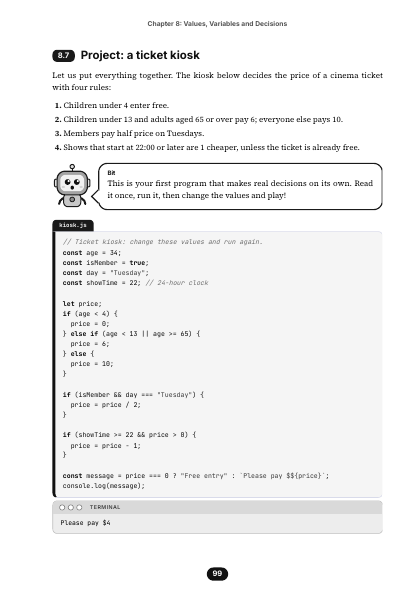 Chapter 8: Values, Variables and Decisions
8.7 Project: a ticket kiosk
Let us put everything together. The kiosk below decides the price of a cinema ticket
with four rules:
1. Children under 4 enter free.
2. Children under 13 and adults aged 65 or over pay 6; everyone else pays 10.
3. Members pay half price on Tuesdays.
4. Shows that start at 22:00 or later are 1 cheaper, unless the ticket is already free.
Bit
This is your first program that makes real decisions on its own. Read
it once, run it, then change the values and play!
kiosk.js
// Ticket kiosk: change these values and run again.
const age = 34;
const isMember = true;
const day = "Tuesday";
const showTime = 22; // 24-hour clock
let price;
if (age < 4) {
  price = 0;
} else if (age < 13 || age >= 65) {
  price = 6;
} else {
  price = 10;
}
if (isMember && day === "Tuesday") {
  price = price / 2;
}
if (showTime >= 22 && price > 0) {
  price = price - 1;
}
const message = price === 0 ? "Free entry" : `Please pay $${price}`;
console.log(message);
TERMINAL
Please pay $4
99